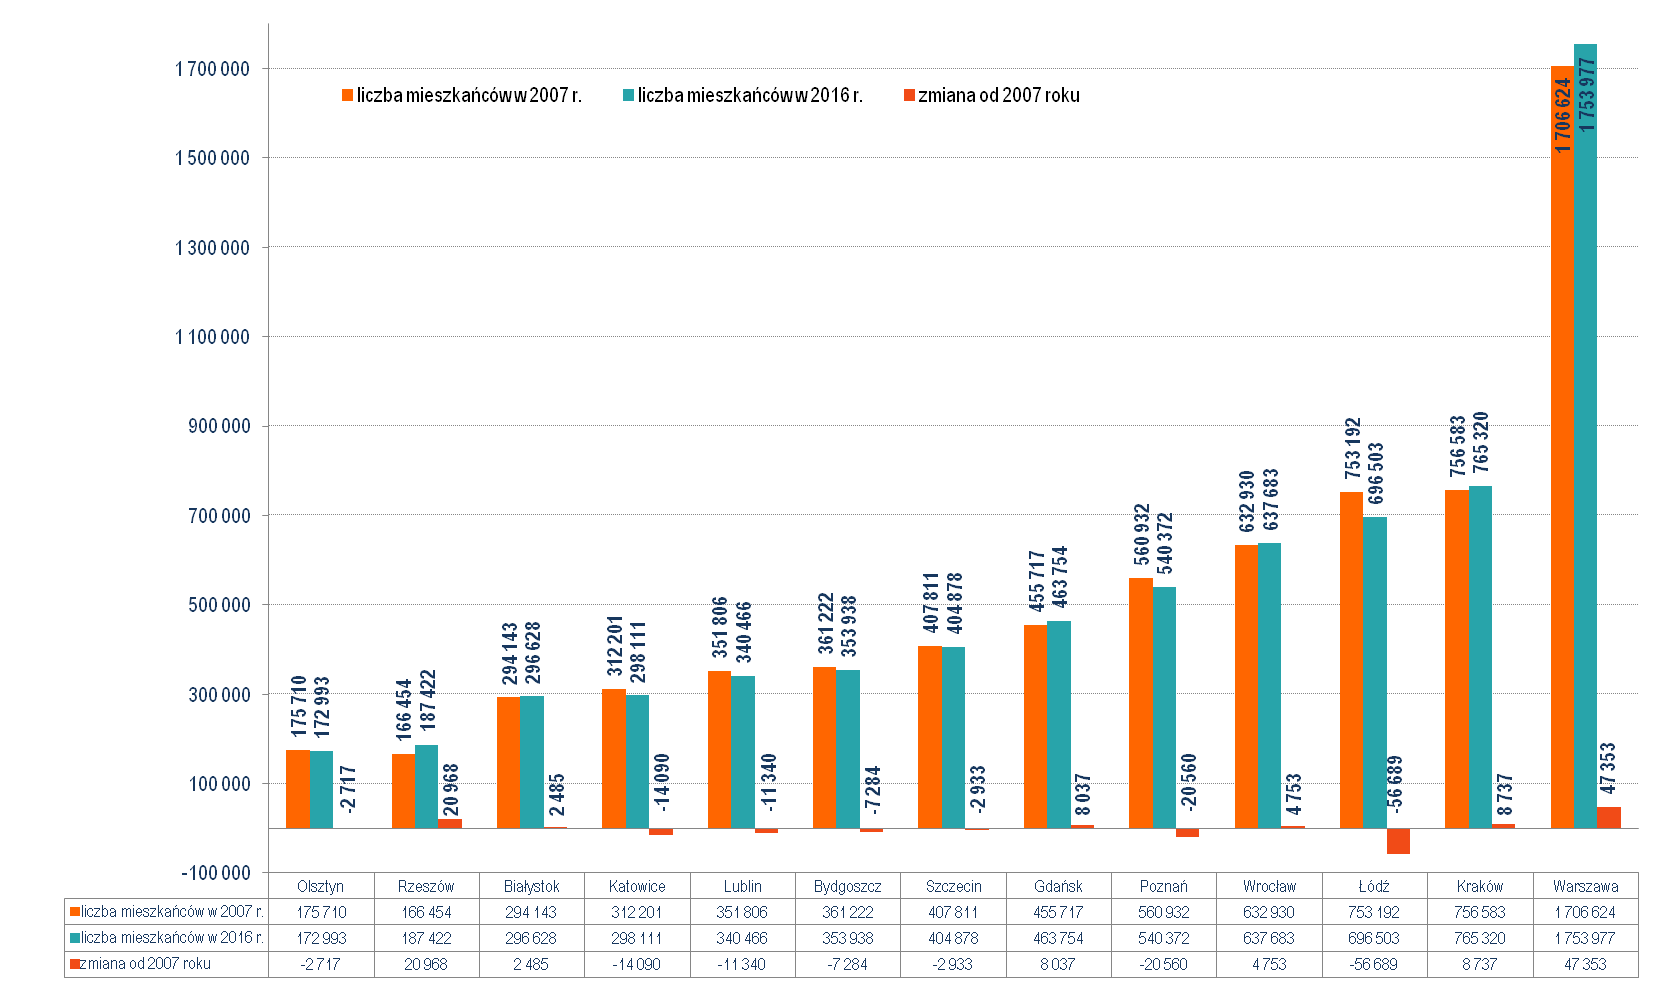 1 700 000
1 500 000
1 300 000
1 100 000
900 000
700 000
500 000
300 000
100 000
-100 000
liczba mieszkańców w 2007 r. liczba mieszkańców w 2016 r. zmiana od 2007 roku
175 710 172 993 -2 717
166 454 187 422 20 968
294 143 296 628 2 485
312 201 298 111 -14 090
351 806 340 466 -11 340
361 222 353 938 -7 284
407 811 404 878 -2 933
455 717 463 754 8 037
560 932 540 372 -20 560
632 930 637 683 4 753
753 192 696 503 -56 689
756 583 765 320 8 737
1 706 624 1 753 977 47 353
Olsztyn Rzeszów Białystok Katowice Lublin Bydgoszcz Szczecin Gdańsk Poznań Wrocław Łódź Kraków Warszawa
liczba mieszkańców w 2007 r. 175 710 166 454 294 143 312 201 351 806 361 222 407 811 455 717 560 932 632 930 753 192 756 583 1 706 624
liczba mieszkańców w 2016 r. 172 993 187 422 296 628 298 111 340 466 353 938 404 878 463 754 540 372 637 683 696 503 765 320 1 753 977
zmiana od 2007 roku -2 717 20 968 2 485 -14 090 -11 340 -7 284 -2 933 8 037 -20 560 4 753 -56 689 8 737 47 353